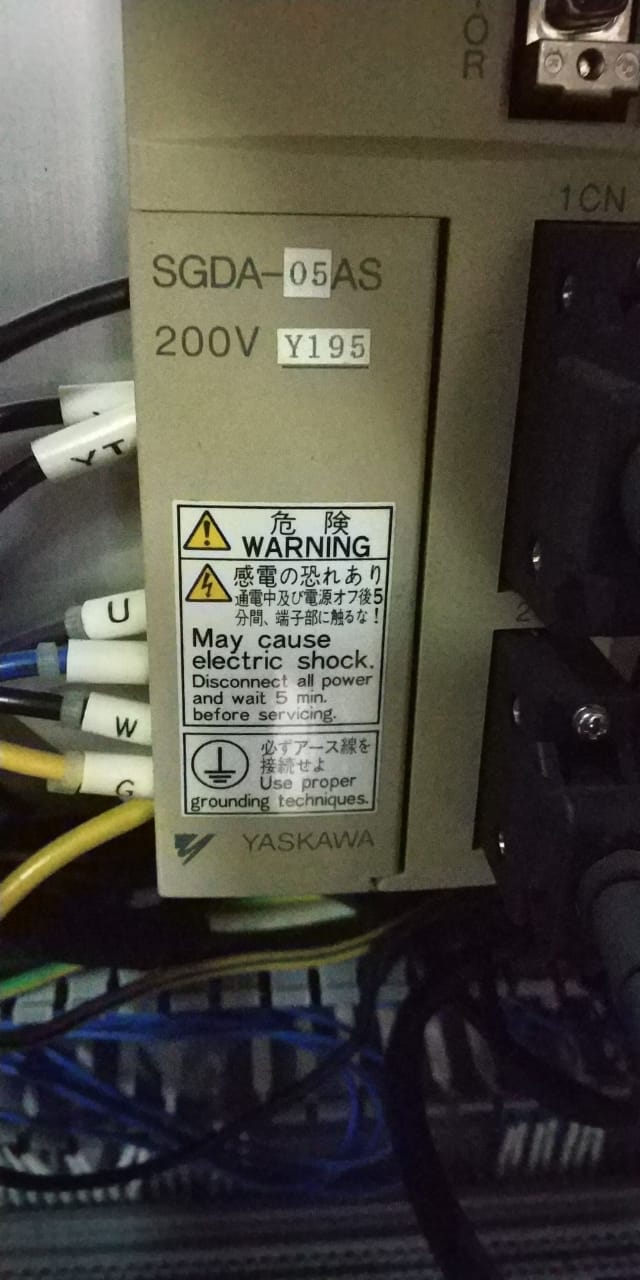 OR
1CN
SGDA-05AS
200V Y195
YT
危険
WARNING
感電の恐れあり
通電中及び電源オフ後5
分間、端子部に触るな!
May cause
electric shock.
Disconnect all power
and wait 5 min.
before servicing.
必ずアース線を
接続せよ
Use proper
grounding techniques.
YASKAWA
U
W
G
2